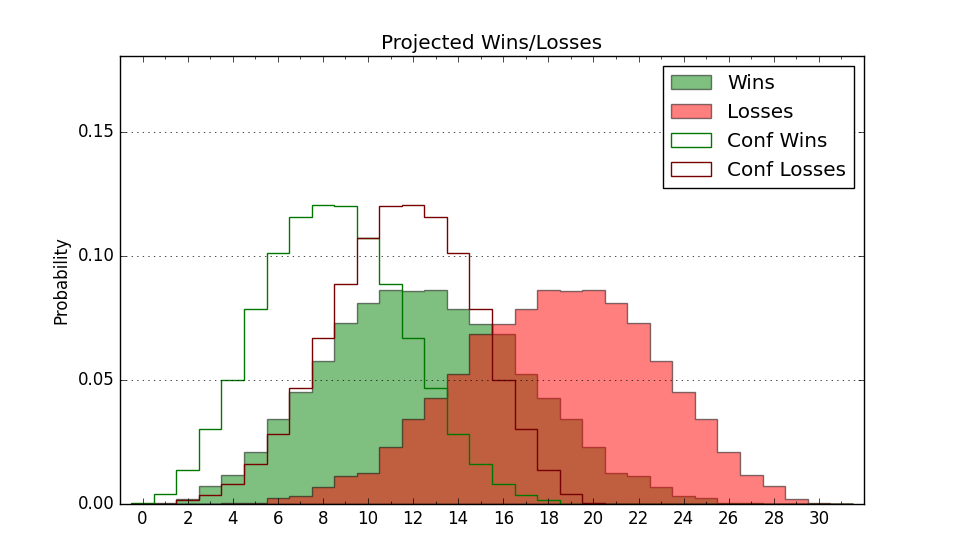 Projected Wins/Losses
Wins
Losses
Conf Wins
Conf Losses
Probability
0.15
0.10
0.05
0.00
0 2 4 6 8 10 12 14 16 18 20 22 24 26 28 30